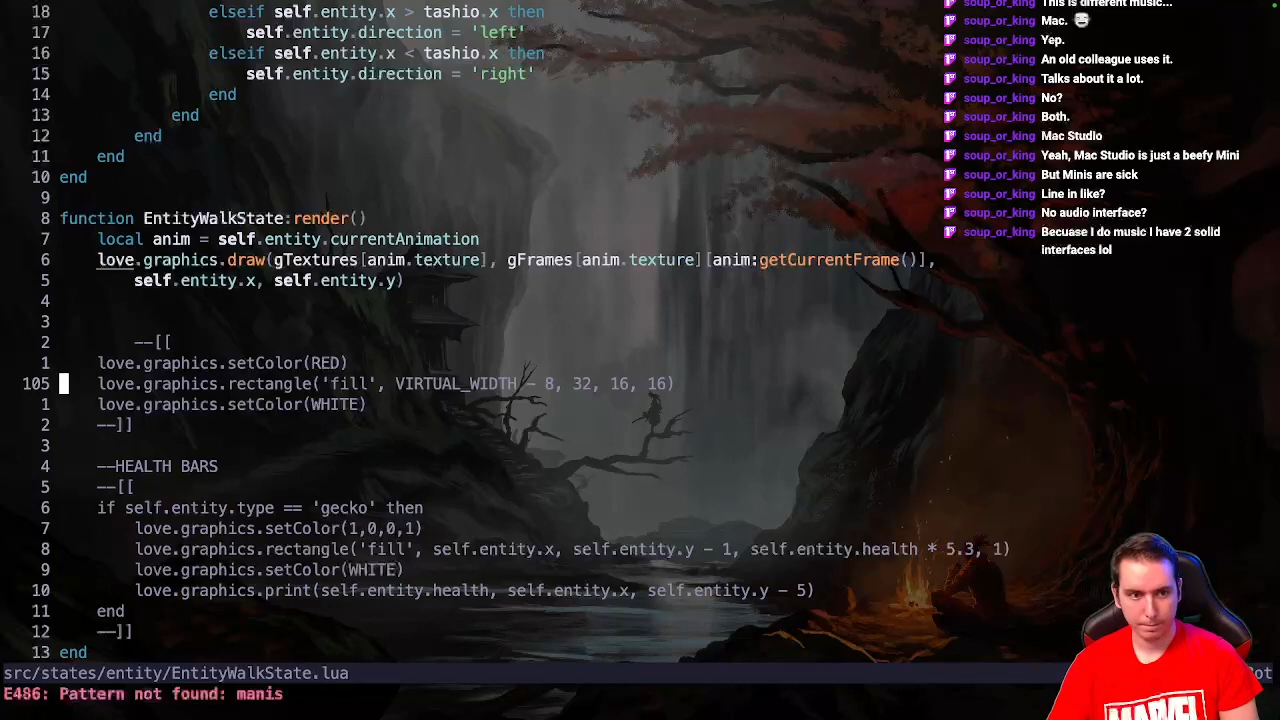 18 elseif self.entity.x > tashio.x then
17 self.entity.direction = 'left'
16 elseif self.entity.x < tashio.x then
15 self.entity.direction = 'right'
14 end
13 end
12 end
11 end
10 end
9
8 function EntityWalkState:render()
7 local anim = self.entity.currentAnimation
6 love.graphics.draw(gTextures[anim.texture], gFrames[anim.texture][anim:getCurrentFrame()],
5 self.entity.x, self.entity.y)
4
3
2 --[[
1 love.graphics.setColor(RED)
105 love.graphics.rectangle('fill', VIRTUAL_WIDTH - 8, 32, 16, 16)
1 love.graphics.setColor(WHITE)
2 --]]
3
4 --HEALTH BARS
5 --[[
6 if self.entity.type == 'gecko' then
7 love.graphics.setColor(1,0,0,1)
8 love.graphics.rectangle('fill', self.entity.x, self.entity.y - 1, self.entity.health * 5.3, 1)
9 love.graphics.setColor(WHITE)
10 love.graphics.print(self.entity.health, self.entity.x, self.entity.y - 5)
11 end
12 --]]
13 end
src/states/entity/EntityWalkState.lua
E486: Pattern not found: manis
soup_or_king This is different music...
soup_or_king Mac.
soup_or_king Yep.
soup_or_king An old colleague uses it.
soup_or_king Talks about it a lot.
soup_or_king No?
soup_or_king Both.
soup_or_king Mac Studio
soup_or_king Yeah, Mac Studio is just a beefy Mini
soup_or_king But Minis are sick
soup_or_king Line in like?
soup_or_king No audio interface?
soup_or_king Becuase I do music I have 2 solid
interfaces lol
MARVEL